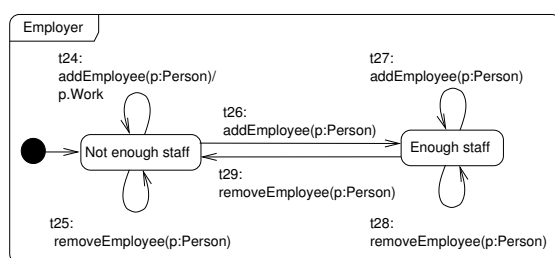 Employer
t24:
addEmployee(p:Person)/
p.Work
t27:
addEmployee(p:Person)
t26:
addEmployee(p:Person)
Not enough staff
Enough staff
t29:
removeEmployee(p:Person)
t25:
removeEmployee(p:Person)
t28:
removeEmployee(p:Person)